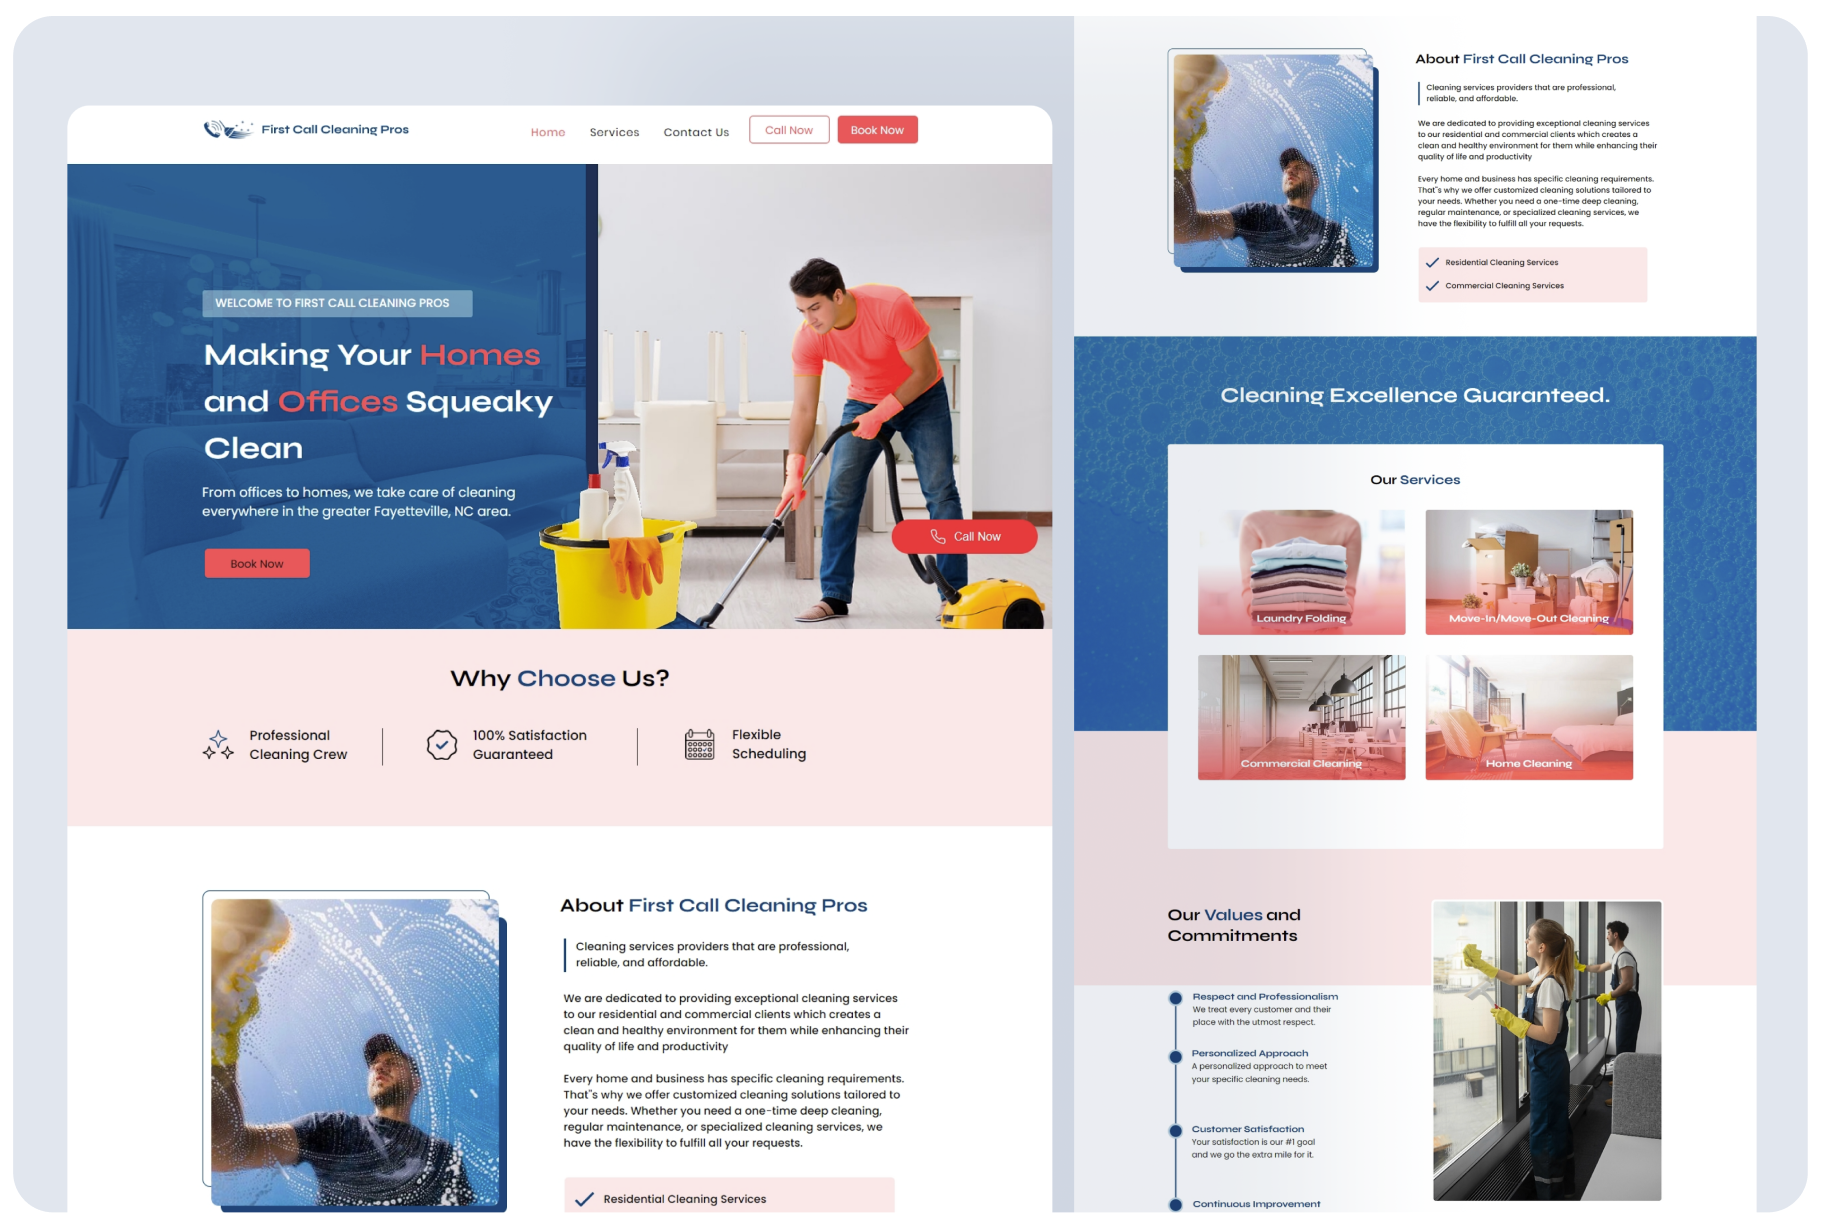 First Call Cleaning Pros
Home
Services
Contact Us
Call Now
Book Now
WELCOME TO FIRST CALL CLEANING PROS
Making Your Homes
and Offices Squeaky
Clean
From offices to homes, we take care of cleaning
everywhere in the greater Fayetteville, NC area.
Book Now
Call Now
Why Choose Us?
Professional
Cleaning Crew
100% Satisfaction
Guaranteed
Flexible
Scheduling
About First Call Cleaning Pros
Cleaning services providers that are professional,
reliable, and affordable.
We are dedicated to providing exceptional cleaning services
to our residential and commercial clients which creates a
clean and healthy environment for them while enhancing their
quality of life and productivity
Every home and business has specific cleaning requirements.
That"s why we offer customized cleaning solutions tailored to
your needs. Whether you need a one-time deep cleaning,
regular maintenance, or specialized cleaning services, we
have the flexibility to fulfill all your requests.
Residential Cleaning Services
About First Call Cleaning Pros
Cleaning services providers that are professional,
reliable, and affordable.
We are dedicated to providing exceptional cleaning services
to our residential and commercial clients which creates a
clean and healthy environment for them while enhancing their
quality of life and productivity
Every home and business has specific cleaning requirements.
That"s why we offer customized cleaning solutions tailored to
your needs. Whether you need a one-time deep cleaning,
regular maintenance, or specialized cleaning services, we
have the flexibility to fulfill all your requests.
Residential Cleaning Services
Commercial Cleaning Services
Cleaning Excellence Guaranteed.
Our Services
Laundry Folding
Move-In/Move-Out Cleaning
Commercial Cleaning
Home Cleaning
Our Values and
Commitments
Respect and Professionalism
We treat every customer and their
place with the utmost respect.
Personalized Approach
A personalized approach to meet
your specific cleaning needs.
Customer Satisfaction
Your satisfaction is our #1 goal
and we go the extra mile for it.
Continuous Improvement